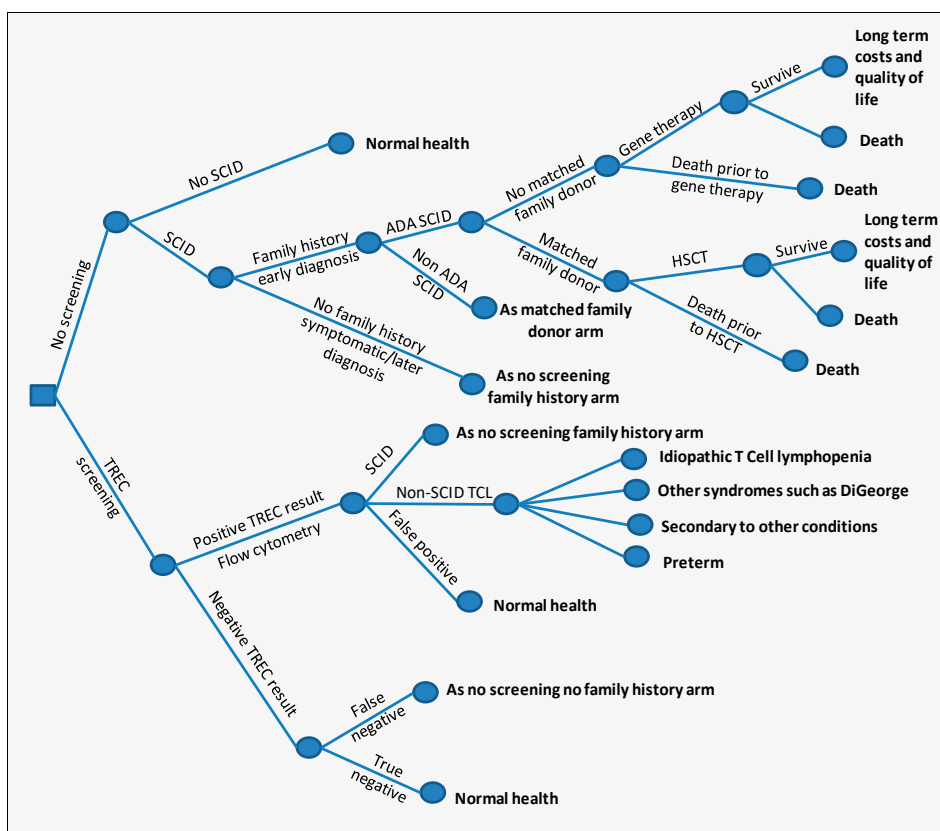 Long term
costs and
quality of
life
Survive
Death
Gene therapy
No matched
family donor
Death prior to
gene therapy
Death
Normal health
No SCID
SCID
Family history
early diagnosis
ADA SCID
Non ADA
SCID
As matched family
donor arm
Matched
family donor
HSCT
Survive
Long term
costs and
quality of
life
Death
Death prior
to HSCT
Death
No family history
symptomatic/later
diagnosis
As no screening
family history arm
No screening
TREC
screening
Positive TREC result
Flow cytometry
SCID
As no screening family history arm
Non-SCID TCL
Idiopathic T Cell lymphopenia
Other syndromes such as DiGeorge
Secondary to other conditions
Preterm
False positive
Normal health
Negative TREC result
False
negative
As no screening no family history arm
True
negative
Normal health